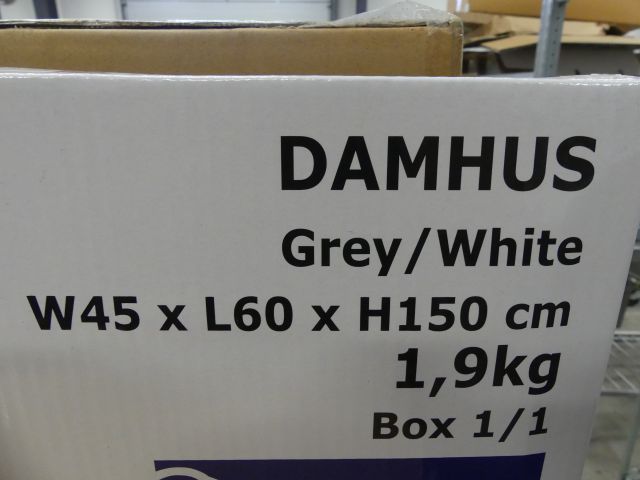 DAMHUS
Grey/White
W45 x L60 x H150 cm
1,9kg
Box 1/1